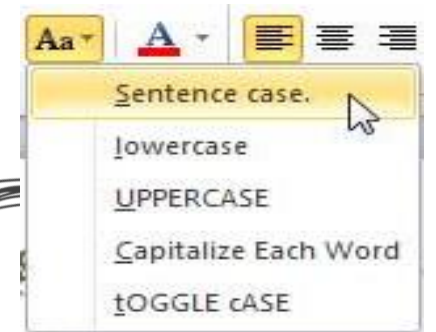 Aa A
Sentence case.
lowercase
UPPERCASE
Capitalize Each Word
tOGGLE cASE